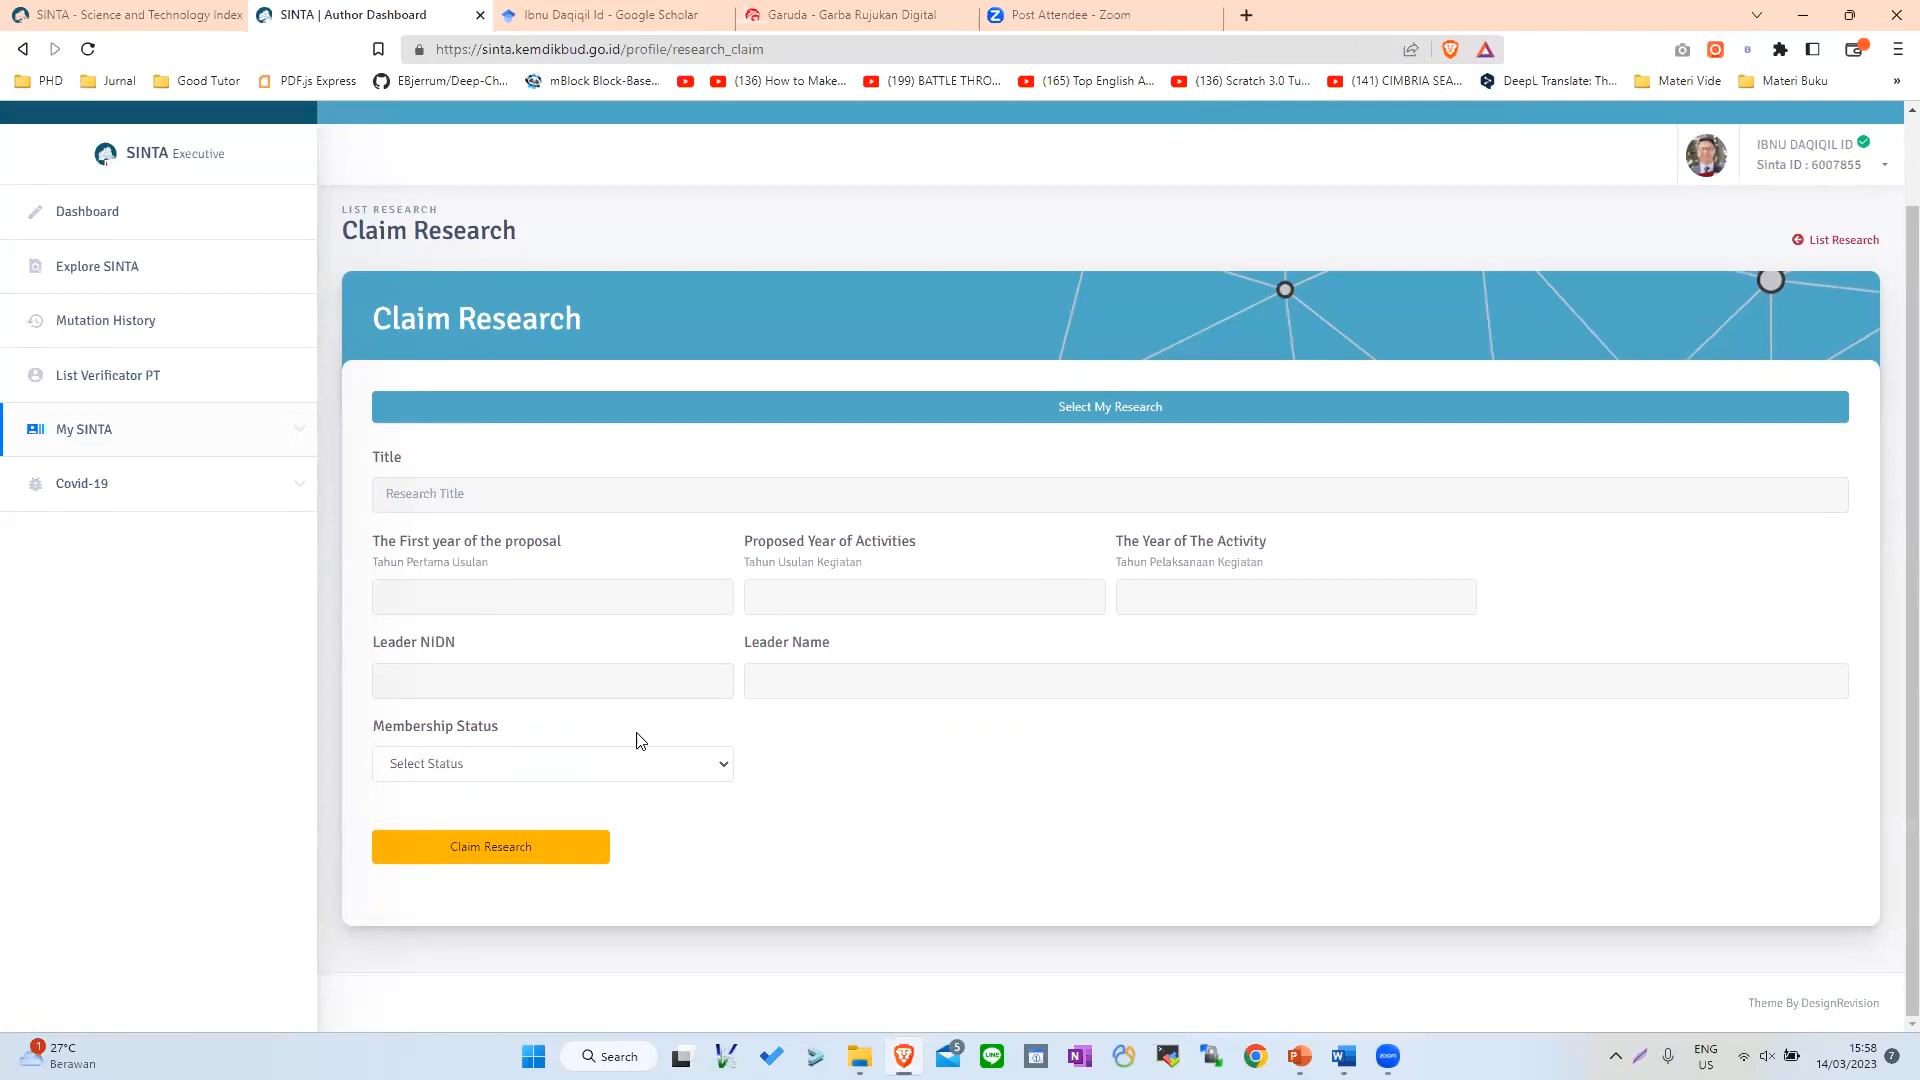 SINTA - Science and Technology Index
SINTA | Author Dashboard
Ibnu Daqiqil Id - Google Scholar
Garuda - Garba Rujukan Digital
Post Attendee - Zoom
https://sinta.kemdikbud.go.id/profile/research_claim
PHD
Jurnal
Good Tutor
PDF.js Express
EBjerrum/Deep-Ch...
mBlock Block-Base...
(136) How to Make...
(199) BATTLE THRO...
(165) Top English A...
(136) Scratch 3.0 Tu...
(141) CIMBRIA SEA...
DeepL Translate: Th...
Materi Vide
Materi Buku
»
SINTA Executive
IBNU DAQIQIL ID
Sinta ID : 6007855
Dashboard
Explore SINTA
Mutation History
List Verificator PT
My SINTA
Covid-19
LIST RESEARCH
Claim Research
List Research
Claim Research
Select My Research
Title
Research Title
The First year of the proposal
Tahun Pertama Usulan
Proposed Year of Activities
Tahun Usulan Kegiatan
The Year of The Activity
Tahun Pelaksanaan Kegiatan
Leader NIDN
Leader Name
Membership Status
Select Status
Claim Research
Theme By DesignRevision
1
27°C
Berawan
Search
5
LINE
zoom
ENG
US
15:58
14/03/2023
7